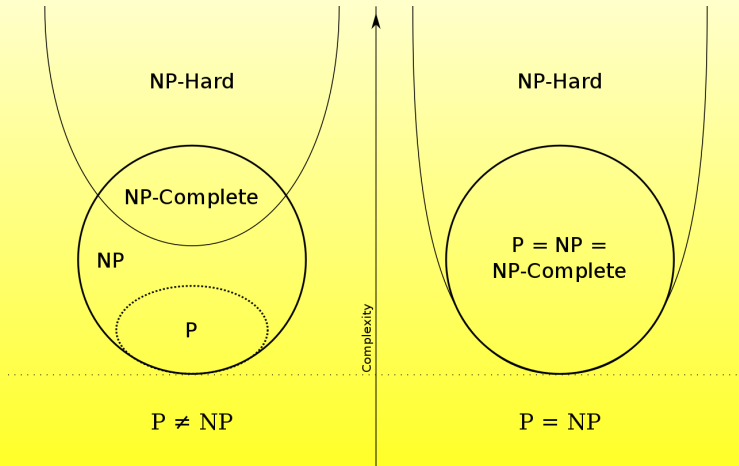 NP-Hard
NP-Complete
NP
P
P ≠ NP
Complexity
NP-Hard
P = NP =
NP-Complete
P = NP